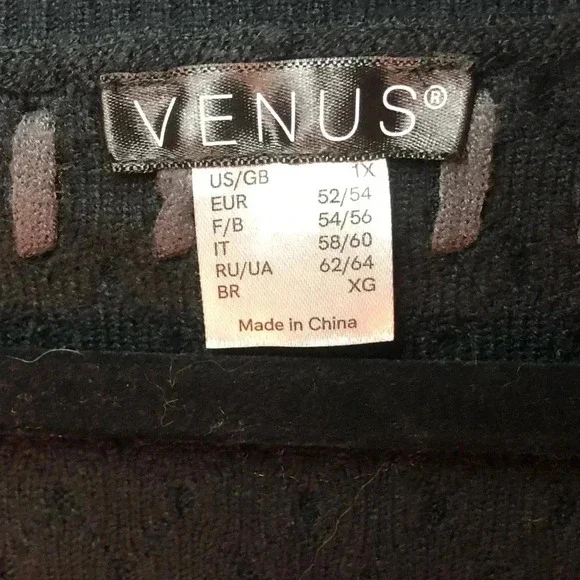 VENUS®
US/GB 1X
EUR 52/54
F/B 54/56
IT 58/60
RU/UA 62/64
BR XG
Made in China